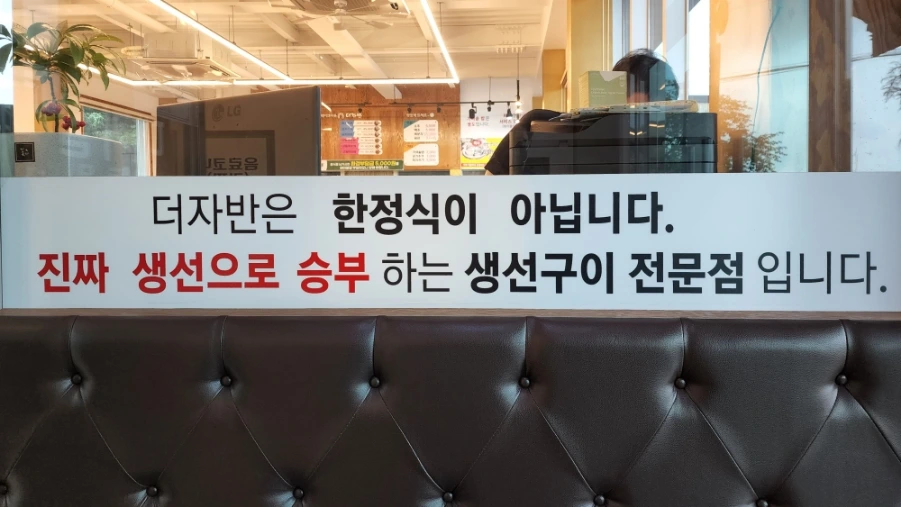 더자반은 한정식이 아닙니다.
진짜 생선으로 승부 하는 생선구이 전문점 입니다.